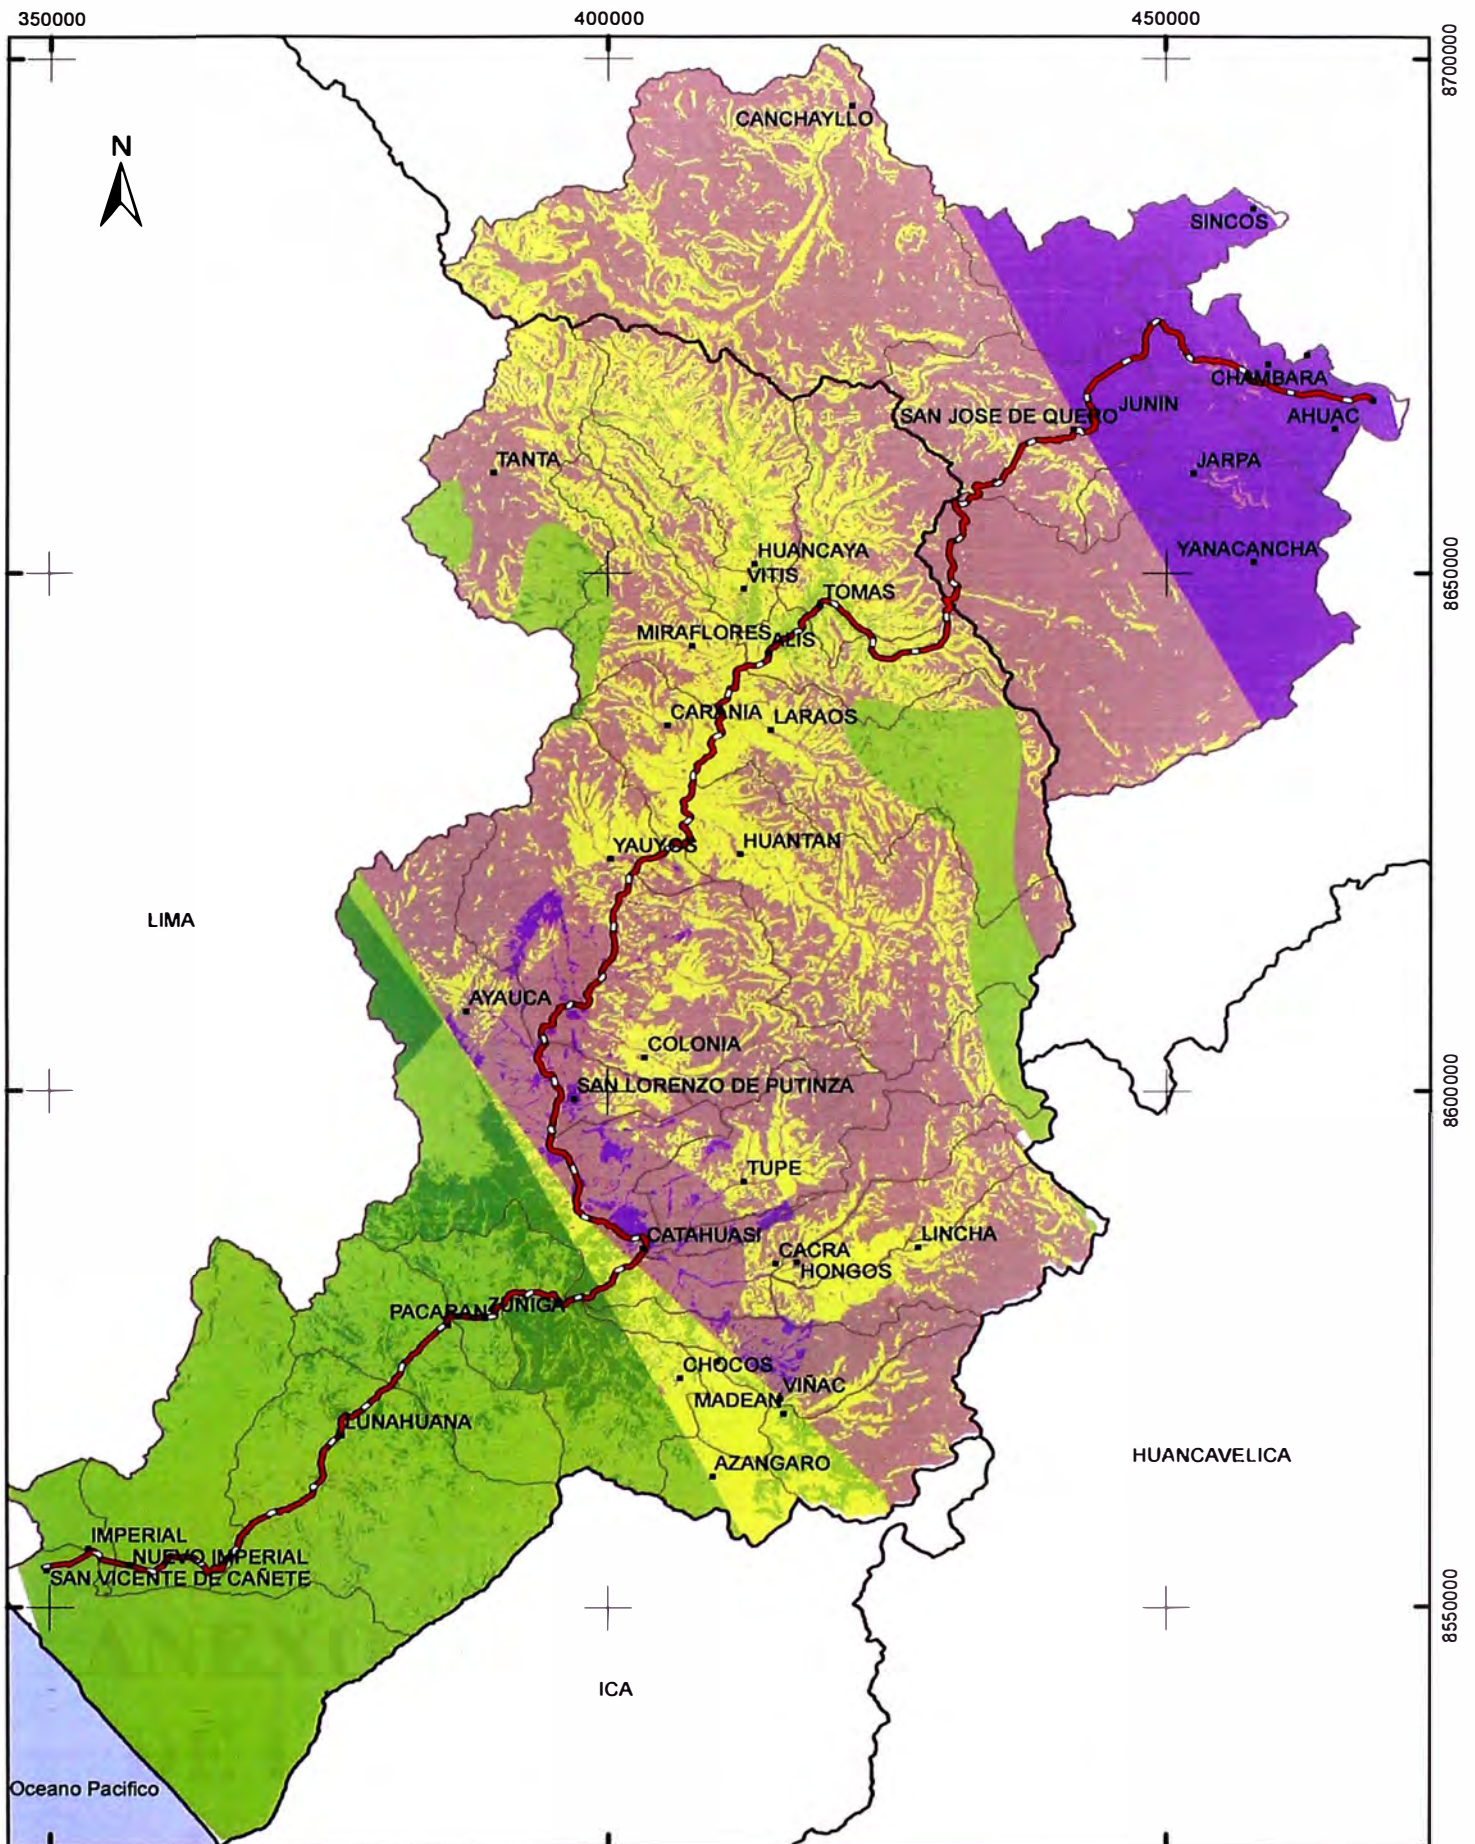 350000 400000 450000
8700000
N
CANCHAYLLO
SINCOS
CHAMBARA
JUNIN
SAN JOSE DE QUERO
AHUAC
TANTA
JARPA
HUANCAYA
YANACANCHA
VITIS
8650000
TOMAS
MIRAFLORES
ALIS
CARANIA
LARAOS
YAUYOS
HUANTAN
LIMA
AYAUCA
COLONIA
SAN LORENZO DE PUTINZA
8600000
TUPE
CATAHUASI
LINCHA
CACRA
HONGOS
PACARAN
ZUÑIGA
CHOCOS
VIÑAC
MADEAN
LUNAHUANA
HUANCAVELICA
AZANGARO
IMPERIAL
NUEVO IMPERIAL
SAN VICENTE DE CAÑETE
8550000
ANEXO
ICA
Oceano Pacifico